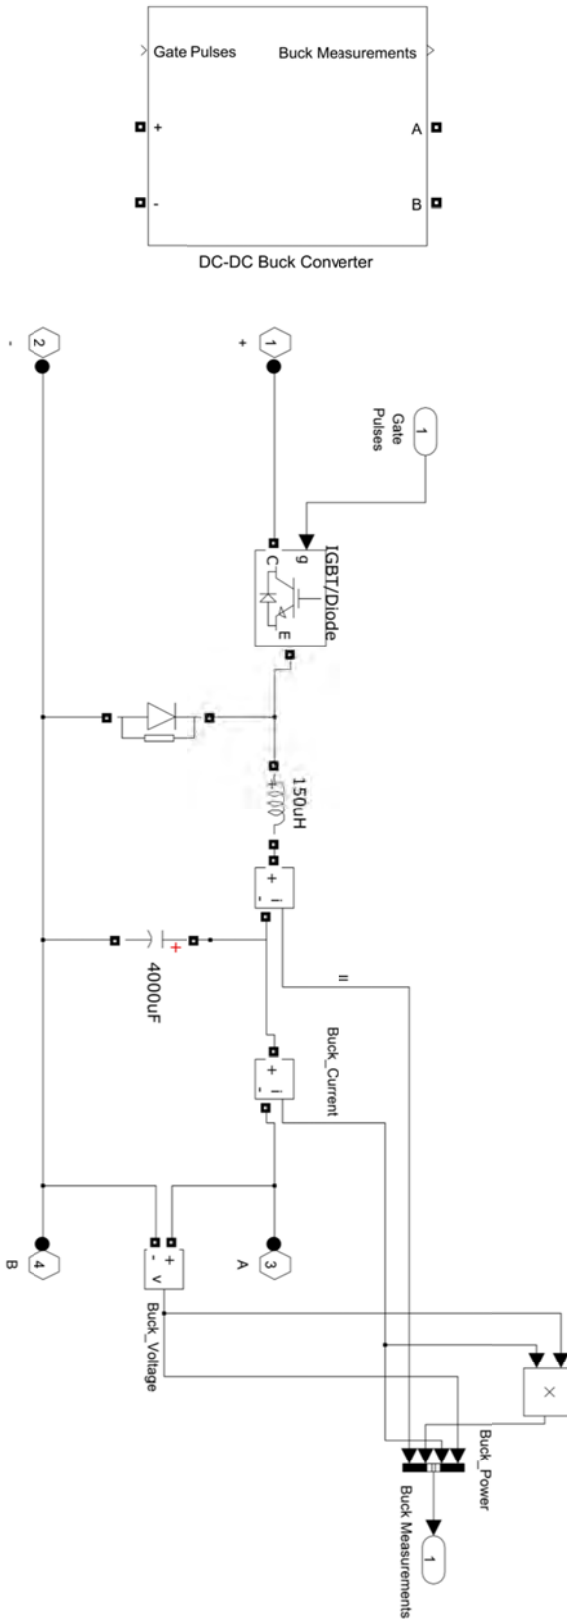 Gate Pulses
Buck Measurements
+
A
-
B
DC-DC Buck Converter
2
-
1
+
1
Gate
Pulses
IGBT/Diode
g
C
E
150uH
+
+
i
-
+
4000uF
Il
Buck_Current
+
i
-
3
A
4
B
+
-
v
Buck_Voltage
×
Buck_Power
1
Buck Measurements